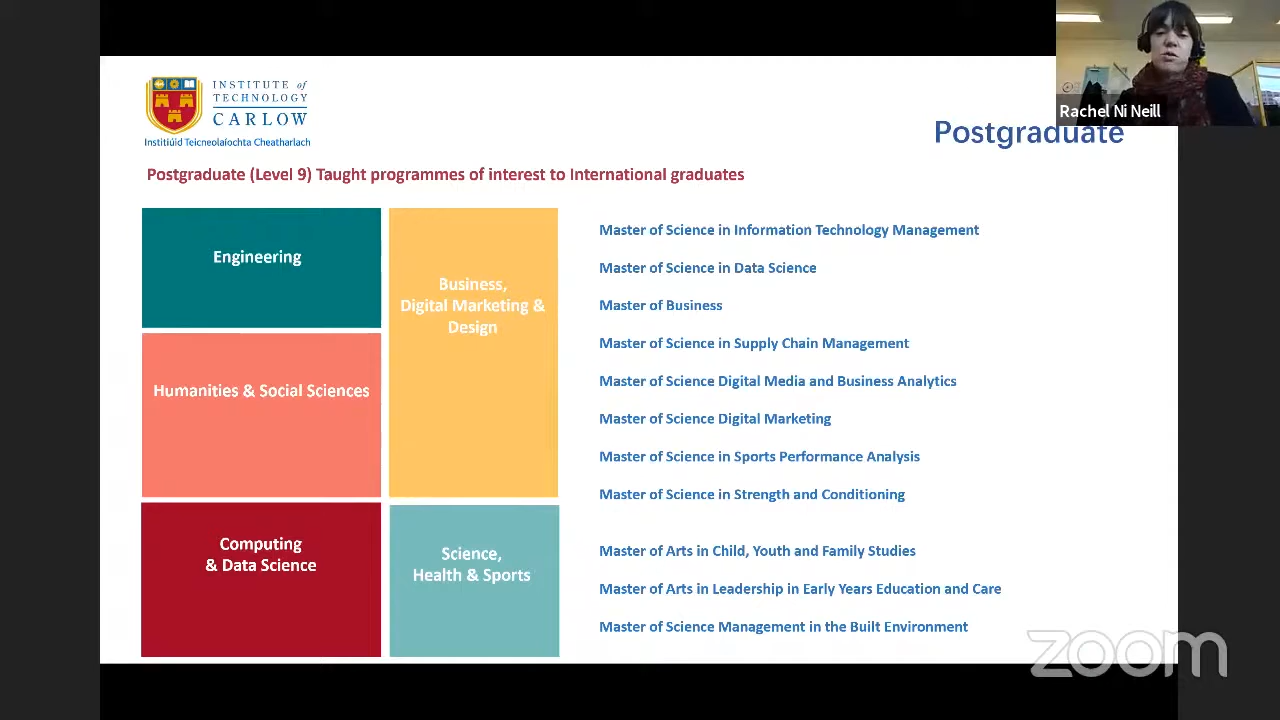 INSTITUTE of
TECHNOLOGY
CARLOW
Institiúid Teicneolaíochta Cheatharlach
Rachel Ni Neill
Postgraduate
Postgraduate (Level 9) Taught programmes of interest to International graduates
Engineering
Business,
Digital Marketing &
Design
Humanities & Social Sciences
Computing
& Data Science
Science,
Health & Sports
Master of Science in Information Technology Management
Master of Science in Data Science
Master of Business
Master of Science in Supply Chain Management
Master of Science Digital Media and Business Analytics
Master of Science Digital Marketing
Master of Science in Sports Performance Analysis
Master of Science in Strength and Conditioning
Master of Arts in Child, Youth and Family Studies
Master of Arts in Leadership in Early Years Education and Care
Master of Science Management in the Built Environment
zoom